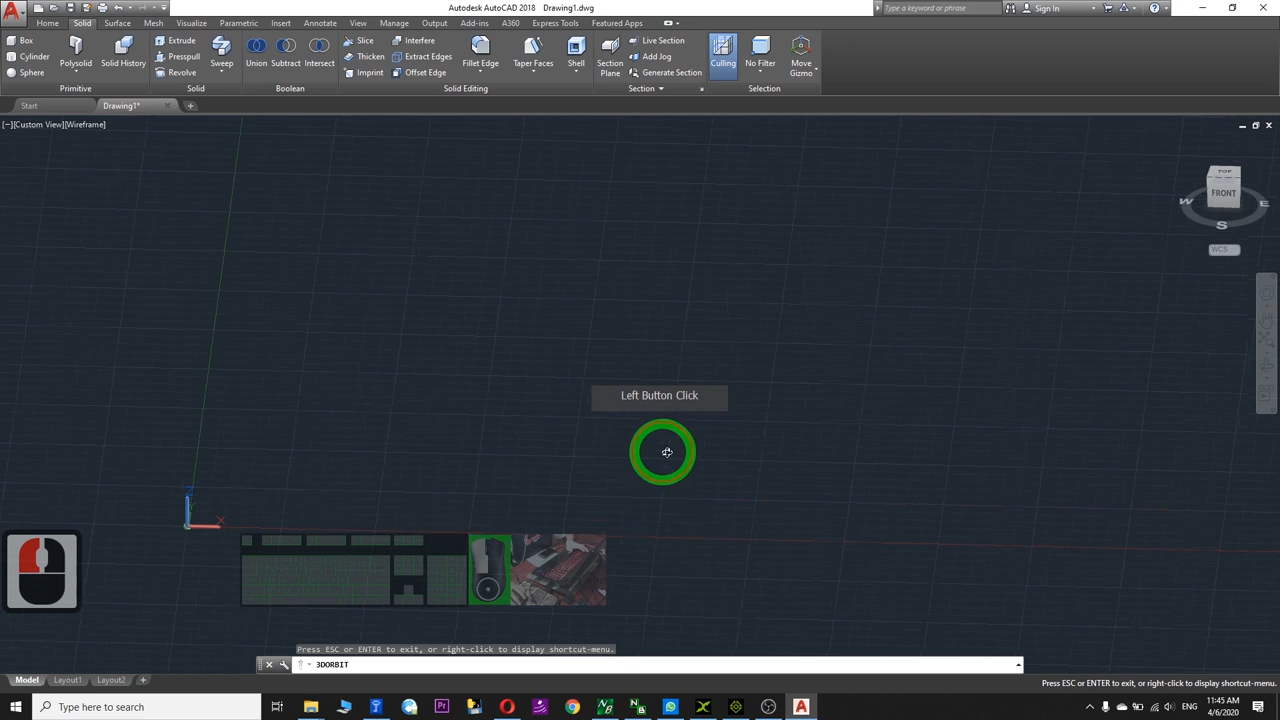 Autodesk AutoCAD 2018 Drawing1.dwg
Type a keyword or phrase
Sign In
Home Solid Surface Mesh Visualize Parametric Insert Annotate View Manage Output Add-ins A360 Express Tools Featured Apps
Box
Cylinder
Sphere
Polysolid
Solid History
Extrude
Presspull
Revolve
Sweep
Union
Subtract
Intersect
Slice
Thicken
Imprint
Interfere
Extract Edges
Offset Edge
Fillet Edge
Taper Faces
Shell
Section
Plane
Live Section
Add Jog
Generate Section
Culling
No Filter
Move
Gizmo
Primitive
Solid
Boolean
Solid Editing
Section
Selection
Start
Drawing1*
[−][Custom View][Wireframe]
TOP
FRONT
W
E
S
WCS
Left Button Click
Z
Y
X
Press ESC or ENTER to exit, or right-click to display shortcut-menu.
3DORBIT
Model Layout1 Layout2
Press ESC or ENTER to exit, or right-click to display shortcut-menu.
Type here to search
ENG
11:45 AM
4/6/2020